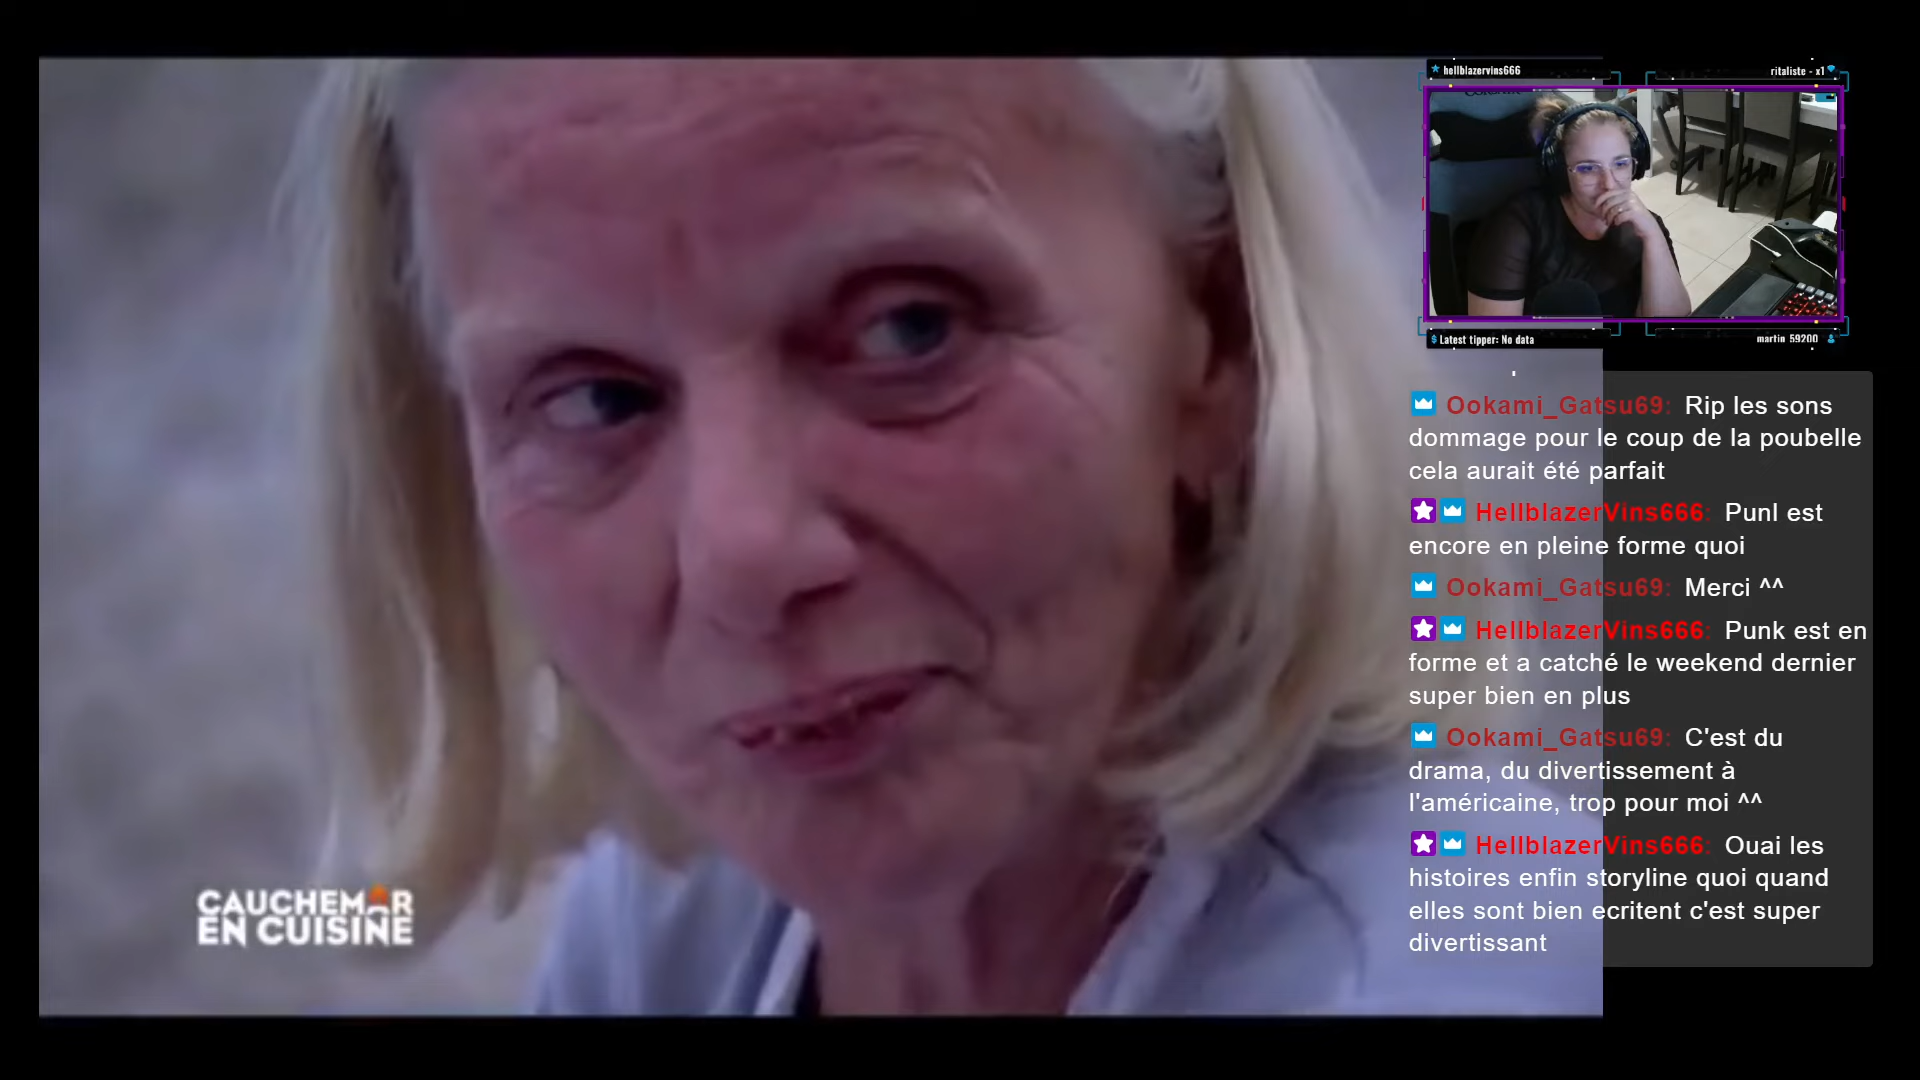 hellblazervins666
ritaliste - x1
Latest tipper: No data
martin_59200
Ookami_Gatsu69: Rip les sons
dommage pour le coup de la poubelle
cela aurait été parfait
HellblazerVins666: Punl est
encore en pleine forme quoi
Ookami_Gatsu69: Merci ^^
HellblazerVins666: Punk est en
forme et a catché le weekend dernier
super bien en plus
Ookami_Gatsu69: C'est du
drama, du divertissement à
l'américaine, trop pour moi ^^
HellblazerVins666: Ouai les
histoires enfin storyline quoi quand
elles sont bien ecritent c'est super
divertissant
CAUCHEMAR
EN CUISINE